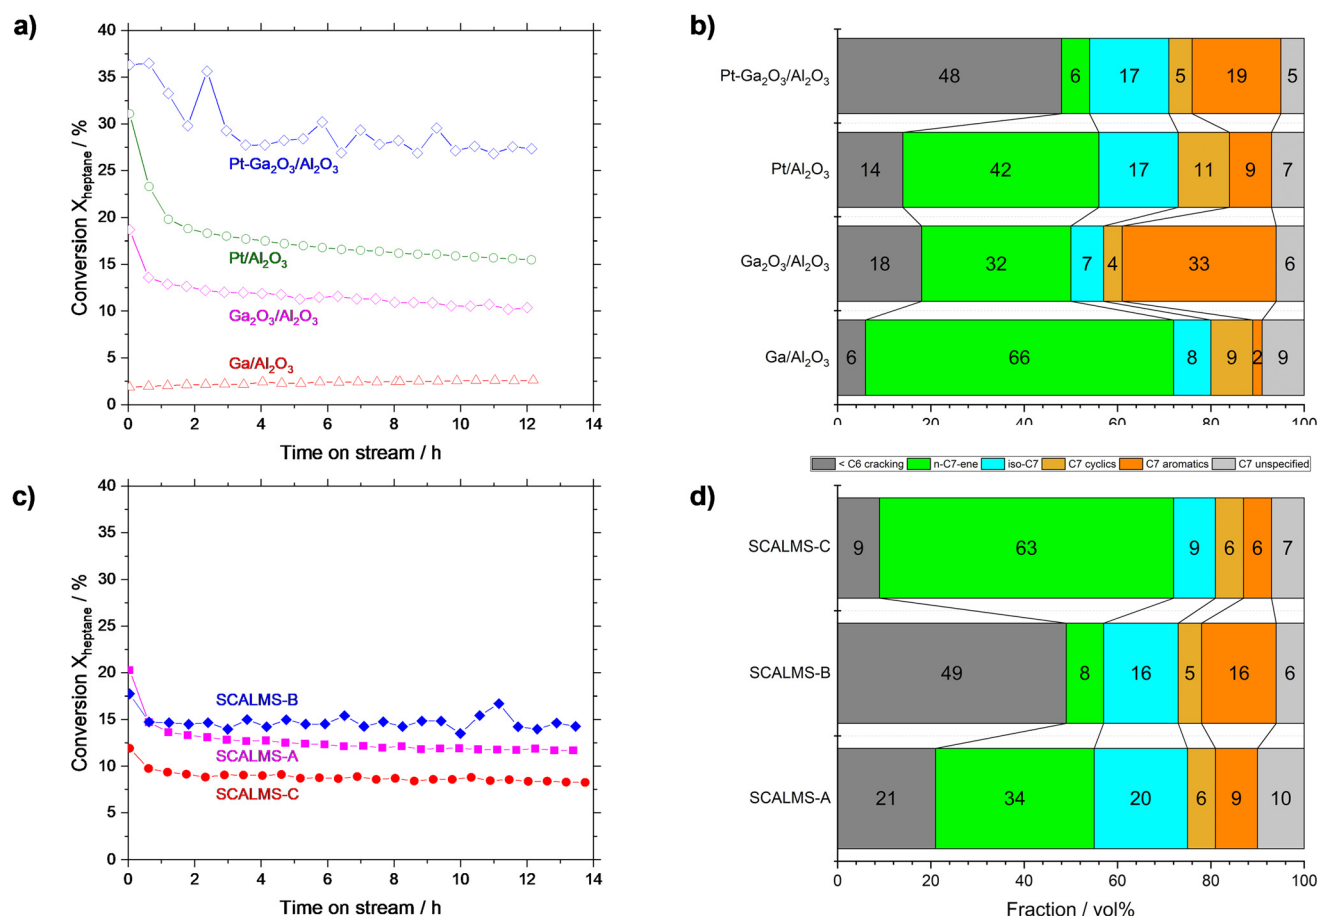 a)
40
35
30
25
20
15
10
5
0
Conversion X_heptane / %
Pt-Ga₂O₃/Al₂O₃
Pt/Al₂O₃
Ga₂O₃/Al₂O₃
Ga/Al₂O₃
0 2 4 6 8 10 12 14
Time on stream / h
b)
Pt-Ga₂O₃/Al₂O₃ 48 6 17 5 19 5
Pt/Al₂O₃ 14 42 17 11 9 7
Ga₂O₃/Al₂O₃ 18 32 7 4 33 6
Ga/Al₂O₃ 6 66 8 9 2 9
0 20 40 60 80 100
< C6 cracking n-C7-ene iso-C7 C7 cyclics C7 aromatics C7 unspecified
c)
40
35
30
25
20
15
10
5
0
Conversion X_heptane / %
SCALMS-B
SCALMS-A
SCALMS-C
0 2 4 6 8 10 12 14
Time on stream / h
d)
SCALMS-C 9 63 9 6 6 7
SCALMS-B 49 8 16 5 16 6
SCALMS-A 21 34 20 6 9 10
0 20 40 60 80 100
Fraction / vol%